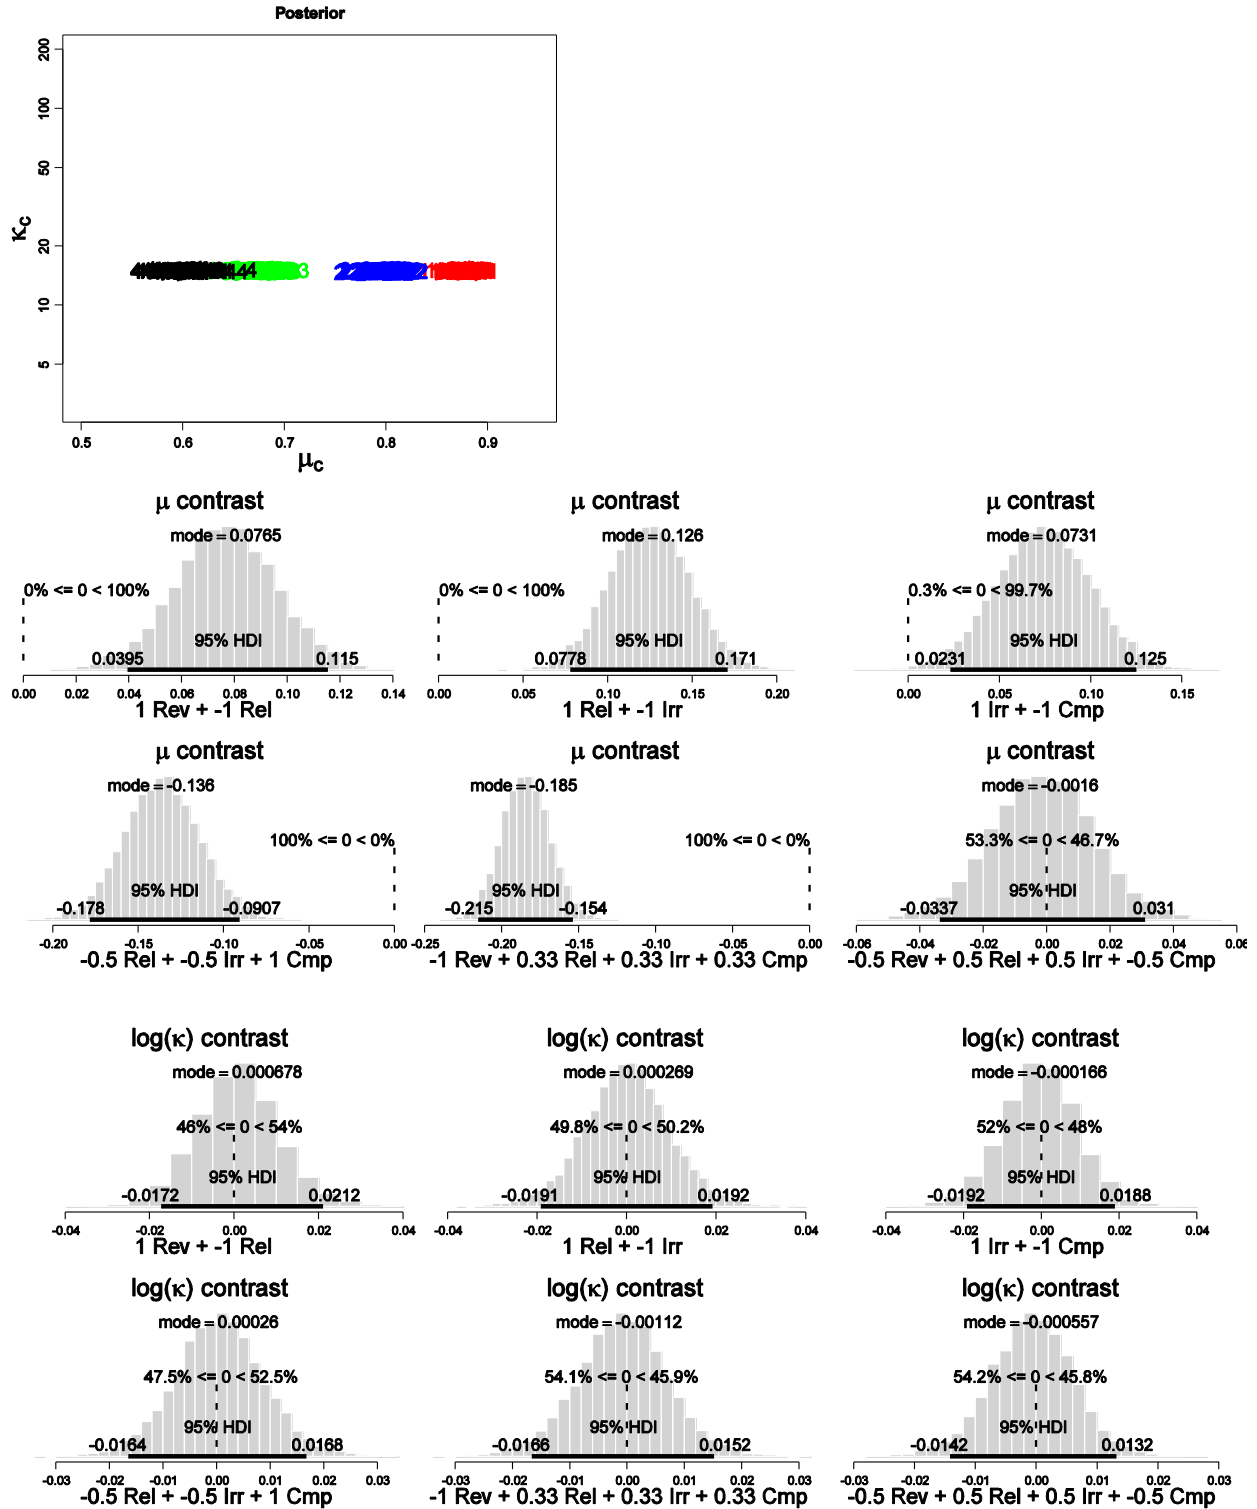 Posterior
200
100
50
20
10
5
κc
0.5 0.6 0.7 0.8 0.9
μc
μ contrast
mode = 0.0765
0% <= 0 < 100%
95% HDI
0.0395 0.115
0.00 0.02 0.04 0.06 0.08 0.10 0.12 0.14
1 Rev + -1 Rel
μ contrast
mode = 0.126
0% <= 0 < 100%
95% HDI
0.0778 0.171
0.00 0.05 0.10 0.15 0.20
1 Rel + -1 Irr
μ contrast
mode = 0.0731
0.3% <= 0 < 99.7%
95% HDI
0.0231 0.125
0.00 0.05 0.10 0.15
1 Irr + -1 Cmp
μ contrast
mode = -0.136
100% <= 0 < 0%
95% HDI
-0.178 -0.0907
-0.20 -0.15 -0.10 -0.05 0.00
-0.5 Rel + -0.5 Irr + 1 Cmp
μ contrast
mode = -0.185
100% <= 0 < 0%
95% HDI
-0.215 -0.154
-0.25 -0.20 -0.15 -0.10 -0.05 0.00
-1 Rev + 0.33 Rel + 0.33 Irr + 0.33 Cmp
μ contrast
mode = -0.0016
53.3% <= 0 < 46.7%
95% HDI
-0.0337 0.031
-0.06 -0.04 -0.02 0.00 0.02 0.04 0.06
-0.5 Rev + 0.5 Rel + 0.5 Irr + -0.5 Cmp
log(κ) contrast
mode = 0.000678
46% <= 0 < 54%
95% HDI
-0.0172 0.0212
-0.04 -0.02 0.00 0.02 0.04
1 Rev + -1 Rel
log(κ) contrast
mode = 0.000269
49.8% <= 0 < 50.2%
95% HDI
-0.0191 0.0192
-0.04 -0.02 0.00 0.02 0.04
1 Rel + -1 Irr
log(κ) contrast
mode = -0.000166
52% <= 0 < 48%
95% HDI
-0.0192 0.0188
-0.04 -0.02 0.00 0.02 0.04
1 Irr + -1 Cmp
log(κ) contrast
mode = 0.00026
47.5% <= 0 < 52.5%
95% HDI
-0.0164 0.0168
-0.03 -0.02 -0.01 0.00 0.01 0.02 0.03
-0.5 Rel + -0.5 Irr + 1 Cmp
log(κ) contrast
mode = -0.00112
54.1% <= 0 < 45.9%
95% HDI
-0.0166 0.0152
-0.03 -0.02 -0.01 0.00 0.01 0.02 0.03
-1 Rev + 0.33 Rel + 0.33 Irr + 0.33 Cmp
log(κ) contrast
mode = -0.000557
54.2% <= 0 < 45.8%
95% HDI
-0.0142 0.0132
-0.03 -0.02 -0.01 0.00 0.01 0.02 0.03
-0.5 Rev + 0.5 Rel + 0.5 Irr + -0.5 Cmp